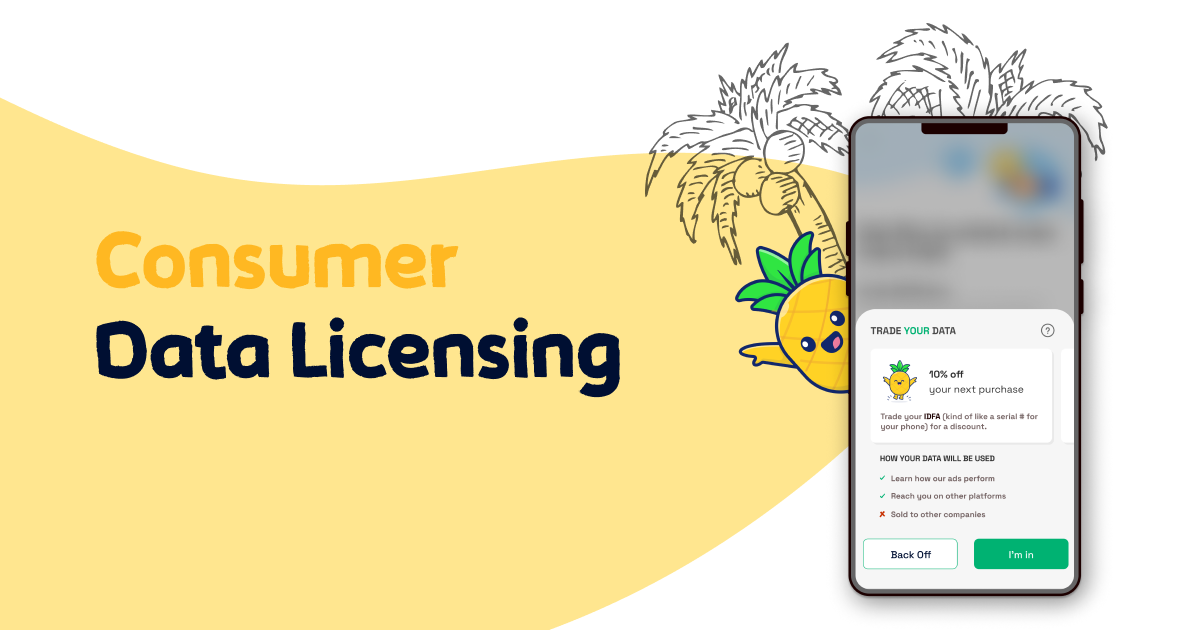 Consumer
Data Licensing
TRADE YOUR DATA
?
10% off
your next purchase
Trade your IDFA (kind of like a serial # for
your phone) for a discount.
HOW YOUR DATA WILL BE USED
Learn how our ads perform
Reach you on other platforms
Sold to other companies
Back Off
I'm in